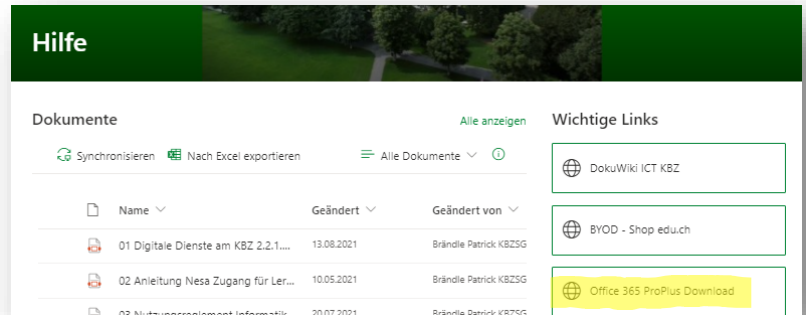 Hilfe
Dokumente
Alle anzeigen
Synchronisieren Nach Excel exportieren Alle Dokumente
Name Geändert Geändert von
01 Digitale Dienste am KBZ 2.2.1.... 13.08.2021 Brändle Patrick KBZSG
02 Anleitung Nesa Zugang für Ler... 10.05.2021 Brändle Patrick KBZSG
03 Nutzungsreglement Informatik 20.07.2021 Brändle Patrick KBZSG
Wichtige Links
DokuWiki ICT KBZ
BYOD - Shop edu.ch
Office 365 ProPlus Download